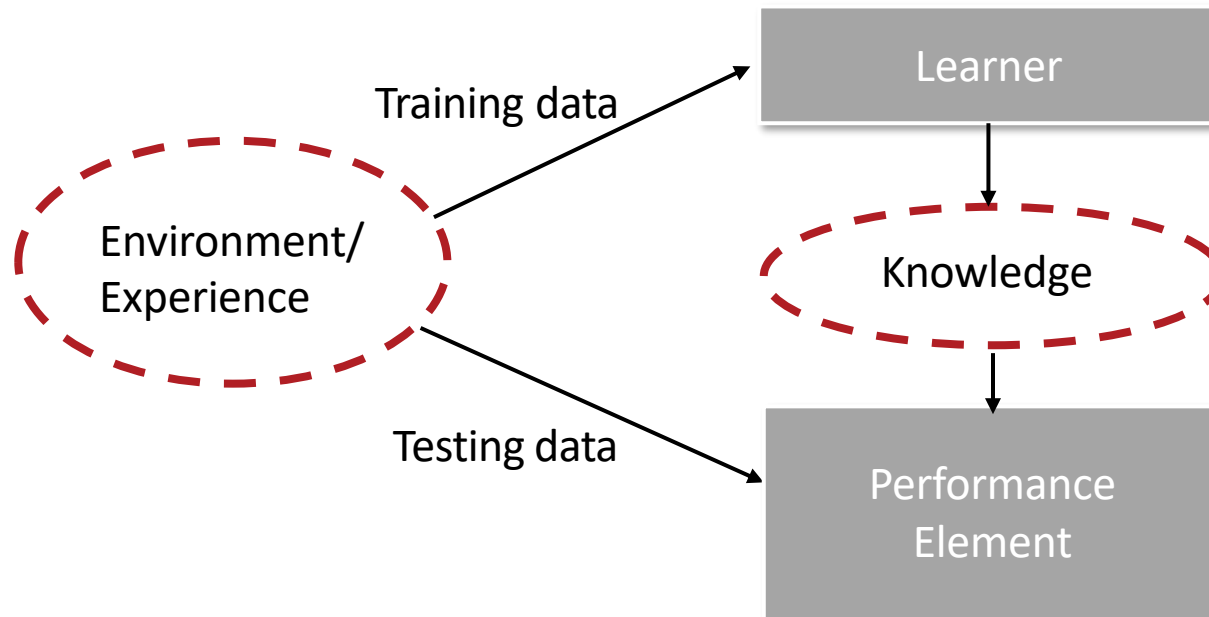 Learner
Training data
Environment/
Experience
Knowledge
Testing data
Performance
Element